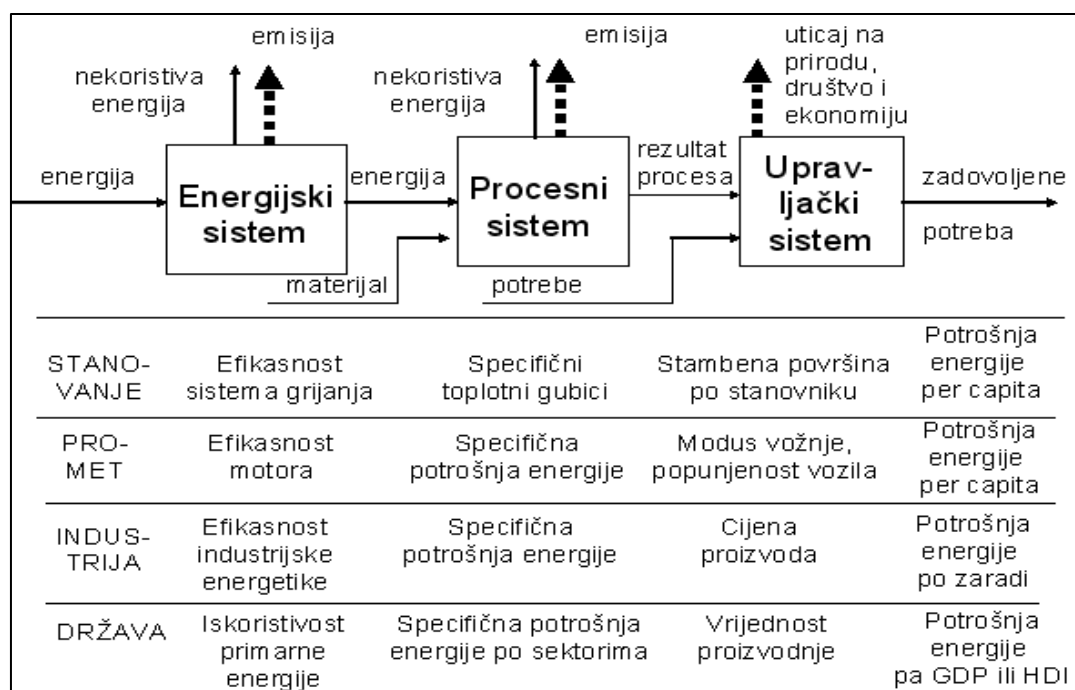 emisija
nekoristiva
energija
emisija
nekoristiva
energija
uticaj na
prirodu,
društvo i
ekonomiju
energija
Energijski
sistem
energija
Procesni
sistem
rezultat
procesa
Uprav-
ljački
sistem
zadovoljene
potreba
materijal
potrebe
STANO-
VANJE
Efikasnost
sistema grijanja
Specifični
toplotni gubici
Stambena površina
po stanovniku
Potrošnja
energije
per capita
PRO-
MET
Efikasnost
motora
Specifična
potrošnja energije
Modus vožnje,
popunjenost vozila
Potrošnja
energije
per capita
INDUS-
TRIJA
Efikasnost
industrijske
energetike
Specifična
potrošnja energije
Cijena
proizvoda
Potrošnja
energije
po zaradi
DRŽAVA
Iskoristivost
primarne
energije
Specifična potrošnja
energije po sektorima
Vrijednost
proizvodnje
Potrošnja
energije
pa GDP ili HDI